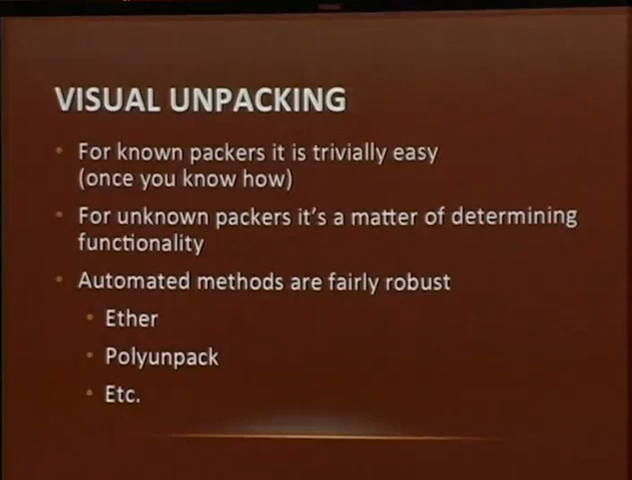 VISUAL UNPACKING
• For known packers it is trivially easy
(once you know how)
• For unknown packers it's a matter of determining
functionality
• Automated methods are fairly robust
• Ether
• Polyunpack
• Etc.